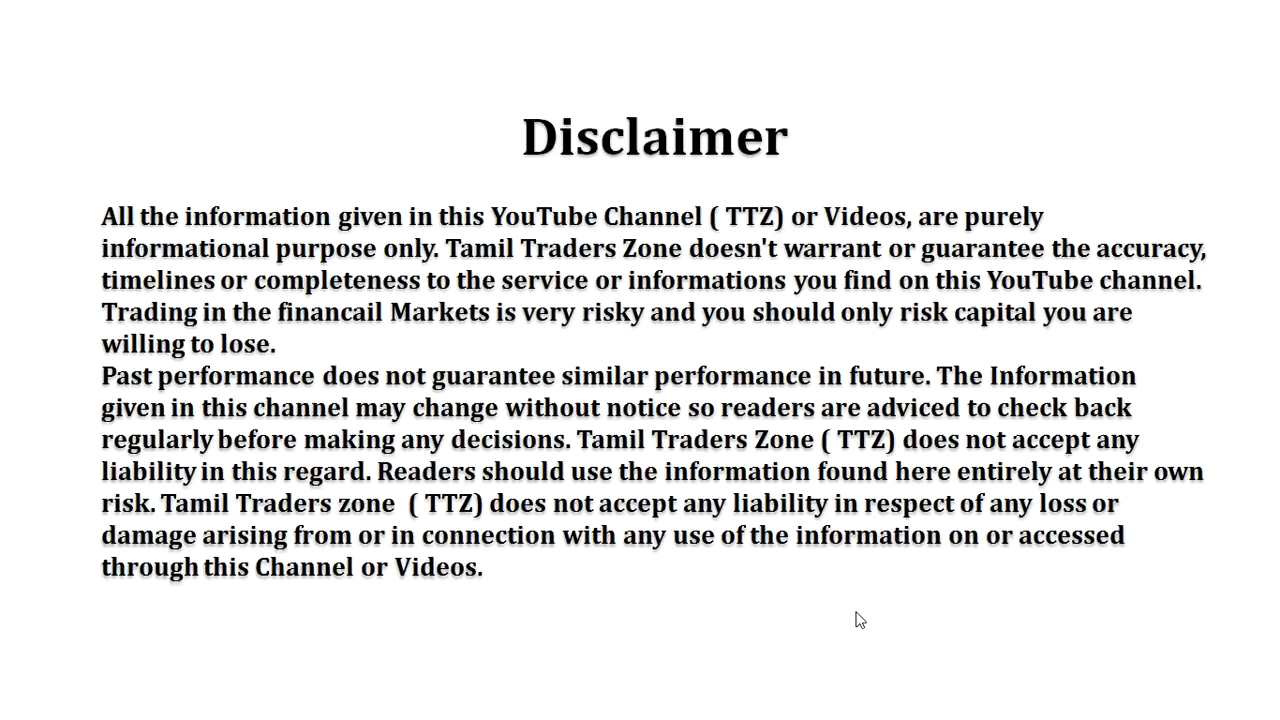 Disclaimer
All the information given in this YouTube Channel ( TTZ) or Videos, are purely
informational purpose only. Tamil Traders Zone doesn't warrant or guarantee the accuracy,
timelines or completeness to the service or informations you find on this YouTube channel.
Trading in the financail Markets is very risky and you should only risk capital you are
willing to lose.
Past performance does not guarantee similar performance in future. The Information
given in this channel may change without notice so readers are adviced to check back
regularly before making any decisions. Tamil Traders Zone ( TTZ) does not accept any
liability in this regard. Readers should use the information found here entirely at their own
risk. Tamil Traders zone  ( TTZ) does not accept any liability in respect of any loss or
damage arising from or in connection with any use of the information on or accessed
through this Channel or Videos.